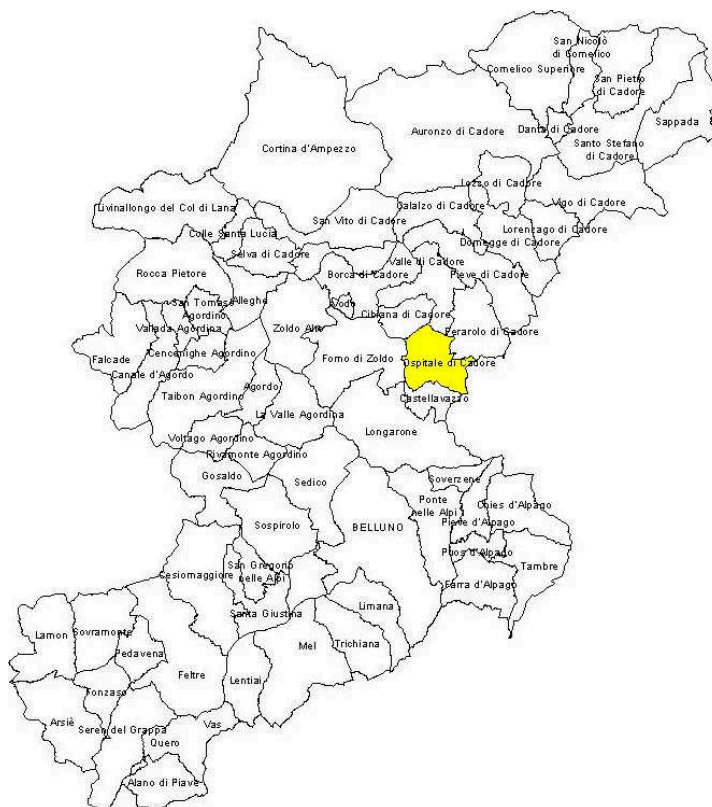 San Nicolò
di Comelico
Comelico Superiore
San Pietro
di Cadore
Sappada
Auronzo di Cadore
Danta di Cadore
Santo Stefano
di Cadore
Cortina d'Ampezzo
Lozzo di Cadore
Vigo di Cadore
Livinallongo del Col di Lana
San Vito di Cadore
Calalzo di Cadore
Lorenzago di Cadore
Colle Santa Lucia
Domegge di Cadore
Selva di Cadore
Valle di Cadore
Rocca Pietore
Borca di Cadore
Pieve di Cadore
San Tomaso
Agordino
Alleghe
Vodo
Cibiana di Cadore
Vallada Agordina
Zoldo Alto
Perarolo di Cadore
Falcade
Cencenighe Agordino
Forno di Zoldo
Ospitale di Cadore
Canale d'Agordo
Agordo
Taibon Agordino
Castellavazzo
La Valle Agordina
Longarone
Voltago Agordino
Rivamonte Agordino
Gosaldo
Sedico
Soverzene
Ponte
nelle Alpi
Chies d'Alpago
Sospirolo
BELLUNO
Pieve d'Alpago
Puos d'Alpago
Tambre
San Gregorio
nelle Alpi
Cesiomaggiore
Farra d'Alpago
Limana
Santa Giustina
Lamon
Sovramonte
Mel
Trichiana
Pedavena
Feltre
Lentiai
Fonzaso
Arsiè
Seren del Grappa
Vas
Quero
Alano di Piave